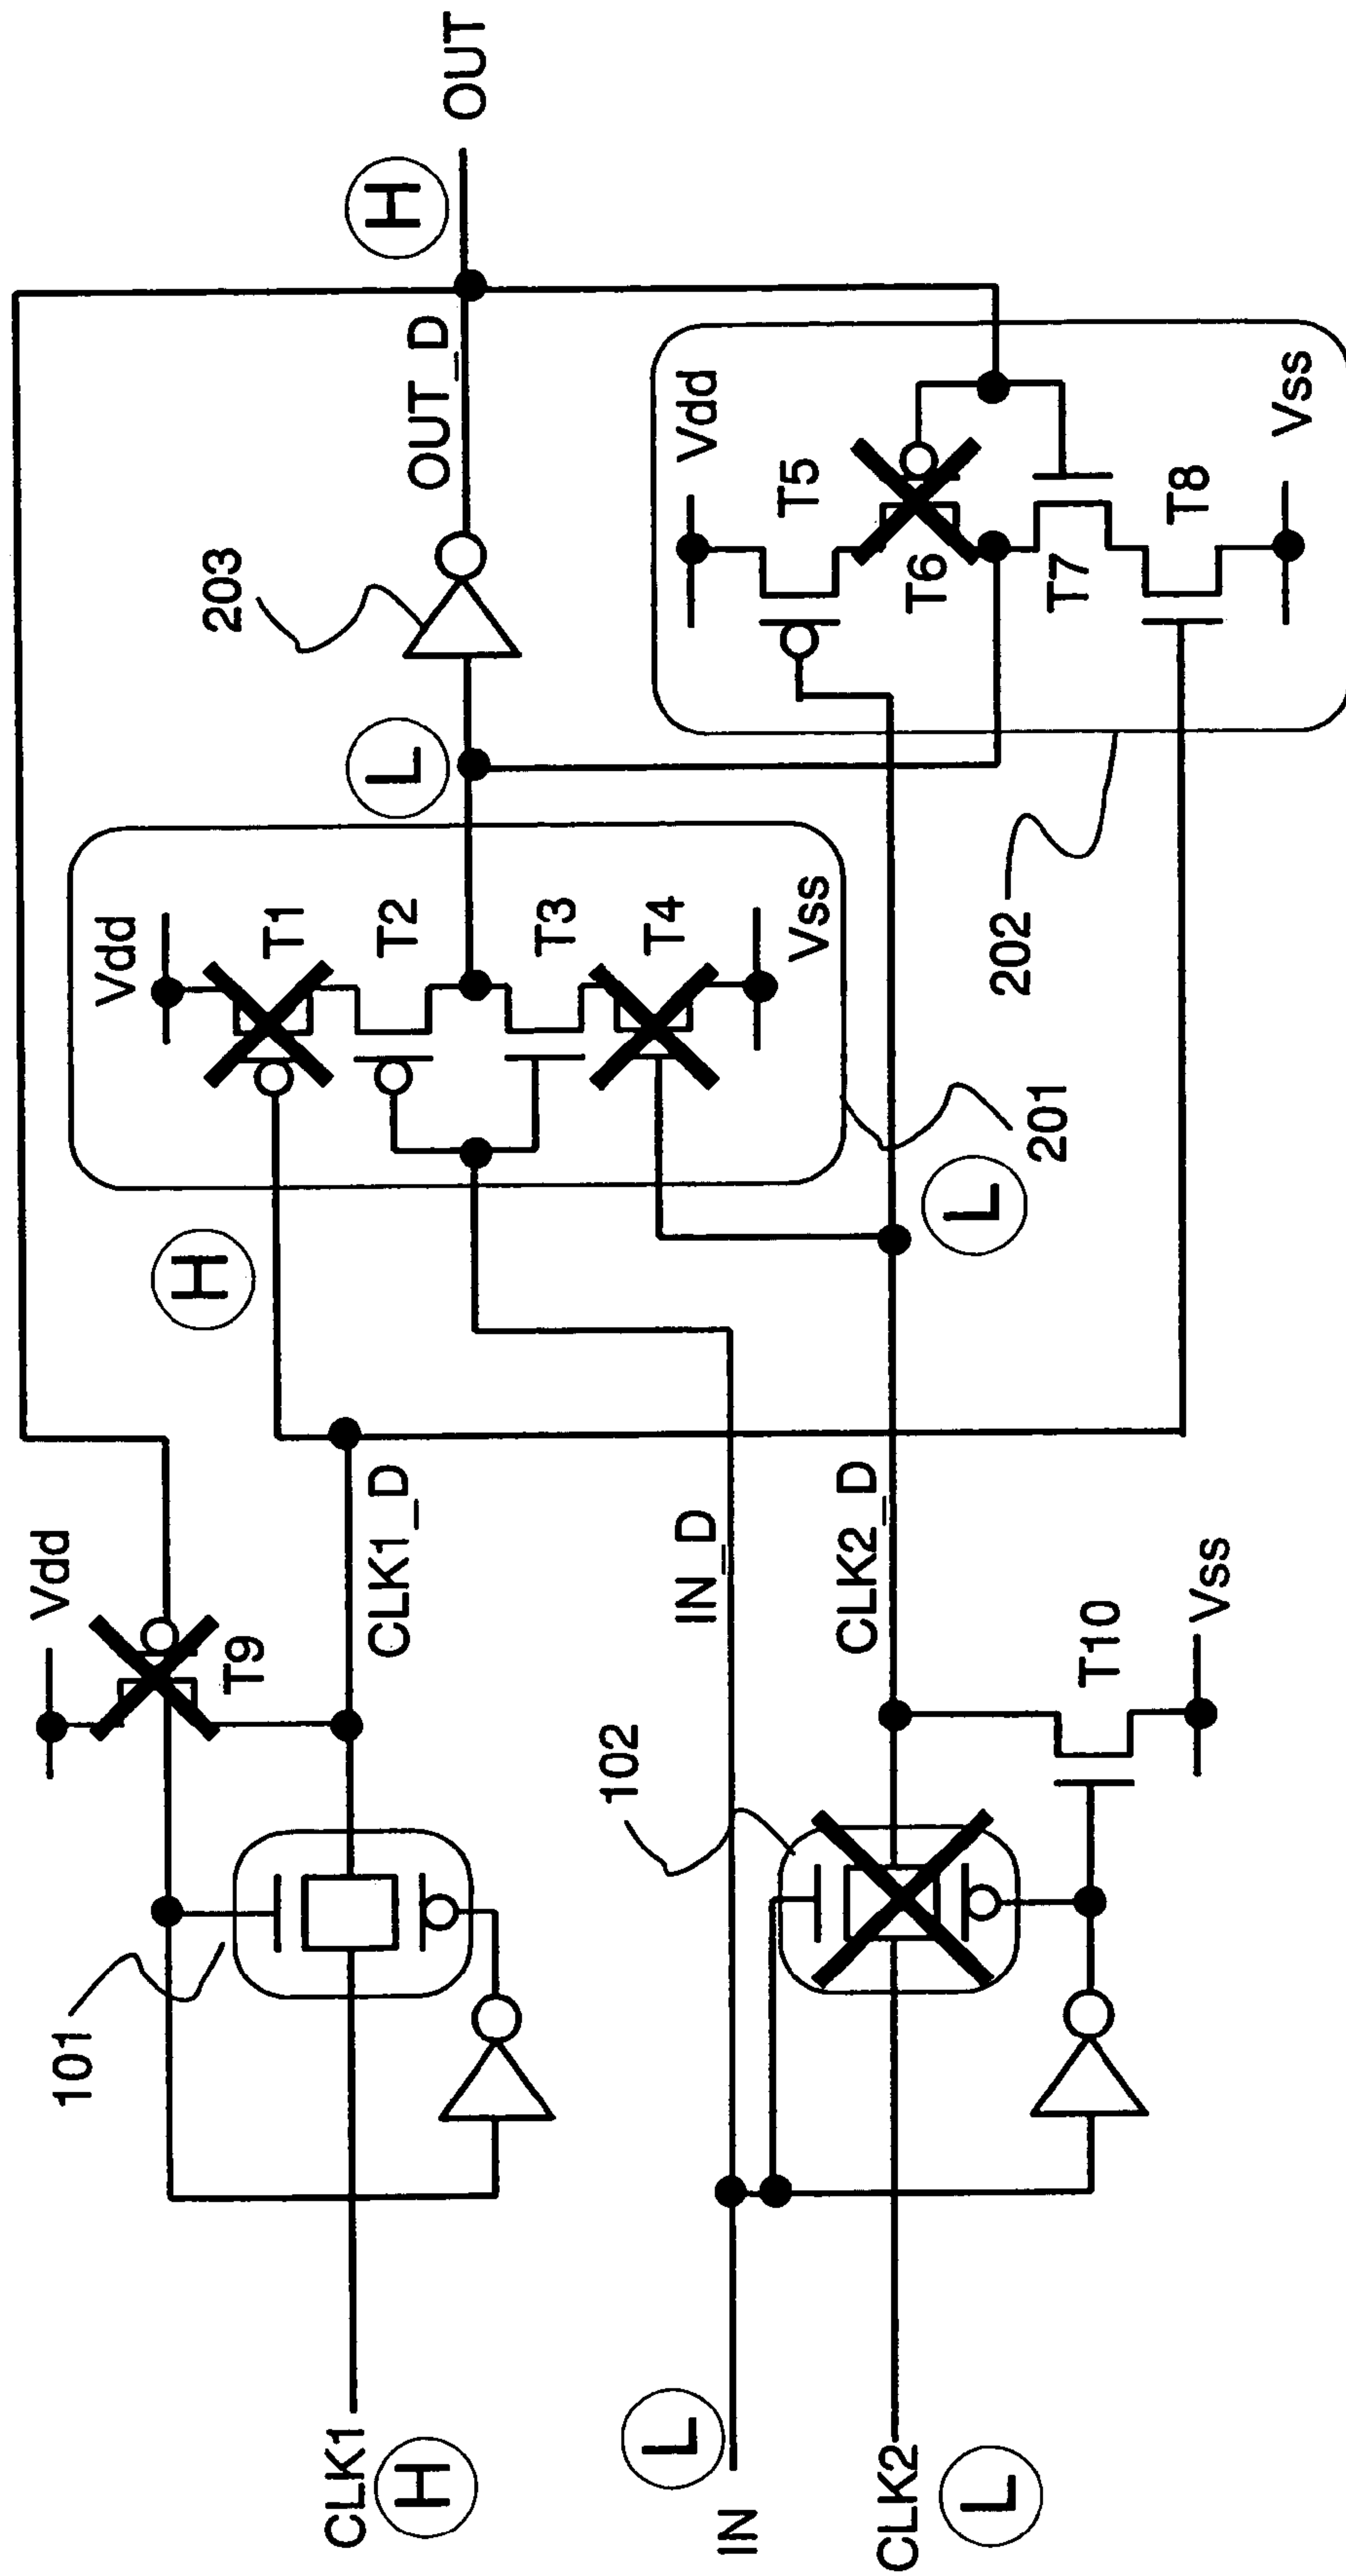 OUT
H
OUT_D
203
L
Vdd
T5
T6
T7
T8
Vss
202
Vdd
T1
T2
T3
T4
Vss
201
L
H
Vdd
T9
CLK1_D
IN_D
CLK2_D
T10
Vss
101
102
CLK1
H
L
IN
CLK2
L